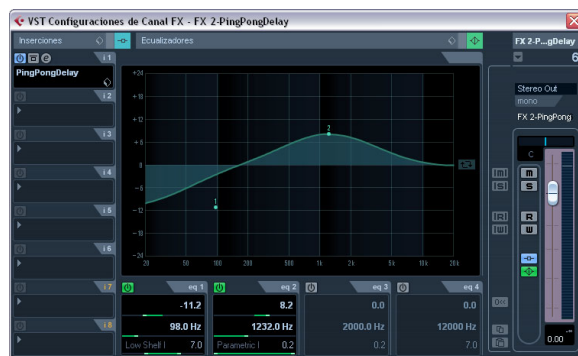 VST Configuraciones de Canal FX - FX 2-PingPongDelay
Inserciones
Ecualizadores
FX 2-P...gDelay
6
i 1
PingPongDelay
i 2
i 3
i 4
i 5
i 6
i 7
i 8
+24
+18
+12
+6
0
-6
-12
-18
-24
20 50 100 200 500 1k 2k 5k 10k 20k
1
2
eq 1 eq 2 eq 3 eq 4
-11.2 8.2 0.0 0.0
98.0 Hz 1232.0 Hz 2000.0 Hz 12000 Hz
Low Shelf I 7.0 Parametric I 0.2 0.2 7.0
Stereo Out
mono
FX 2-PingPong
C
M M
S S
R R
W W
-∞
0.00